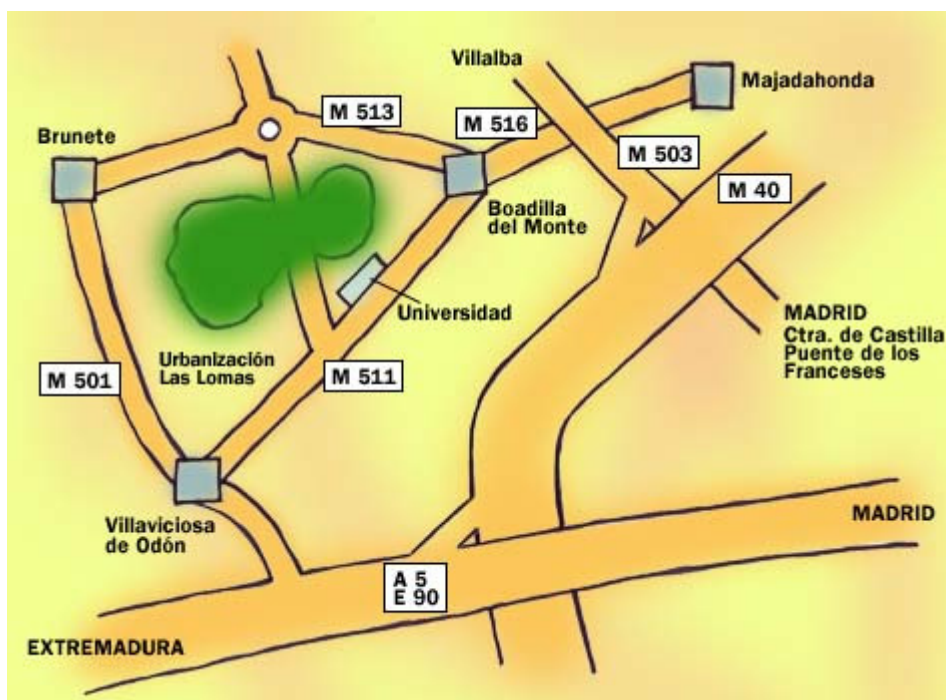 Villalba
Majadahonda
M 513
M 516
Brunete
M 503
M 40
Boadilla
del Monte
Universidad
MADRID
Ctra. de Castilla
Puente de los
Franceses
Urbanización
Las Lomas
M 501
M 511
Villaviciosa
de Odón
MADRID
A 5
E 90
EXTREMADURA